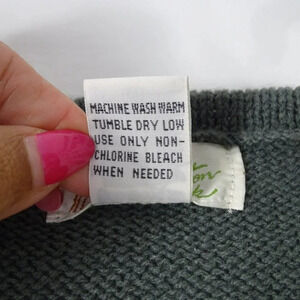 MACHINE WASH WARM
TUMBLE DRY LOW
USE ONLY NON-
CHLORINE BLEACH
WHEN NEEDED